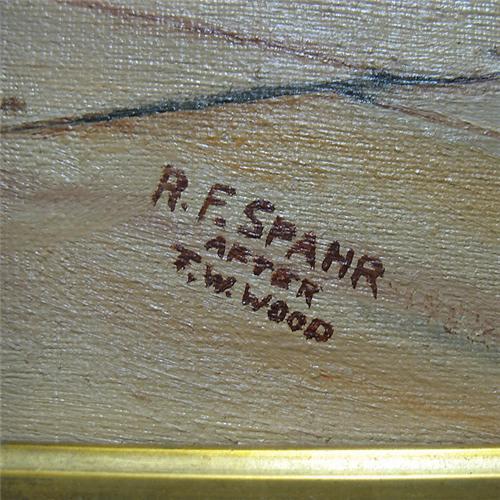 R.F. SPAHR
AFTER
T.W. WOOD